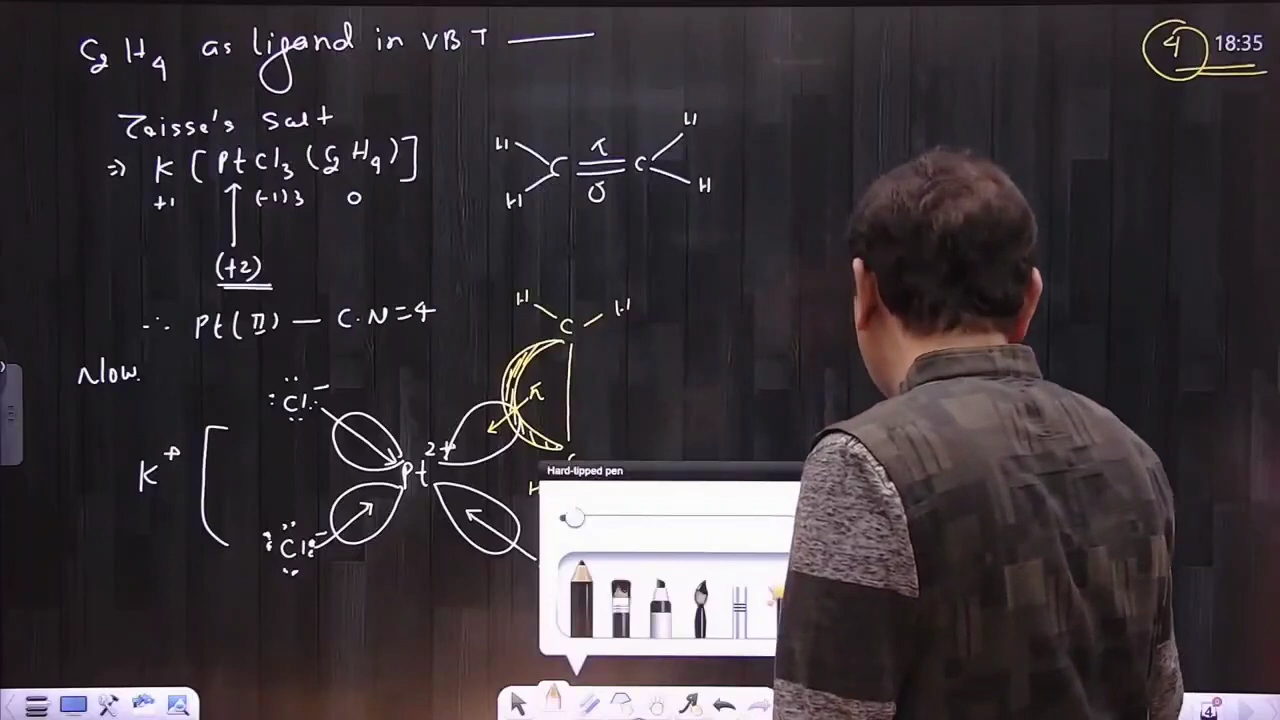 C2H4 as ligand in VBT
4 18:35
Zeisse's Salt
⇒ K [PtCl3(C2H4)]
+1 (-1)3 0
(+2)
H H
C π C
σ
H H
∴ Pt(II) — C.N=4
Now.
H H
C
π
:Cl:−
Pt2+
K+ [
H
:Cl:−
Hard-tipped pen
4